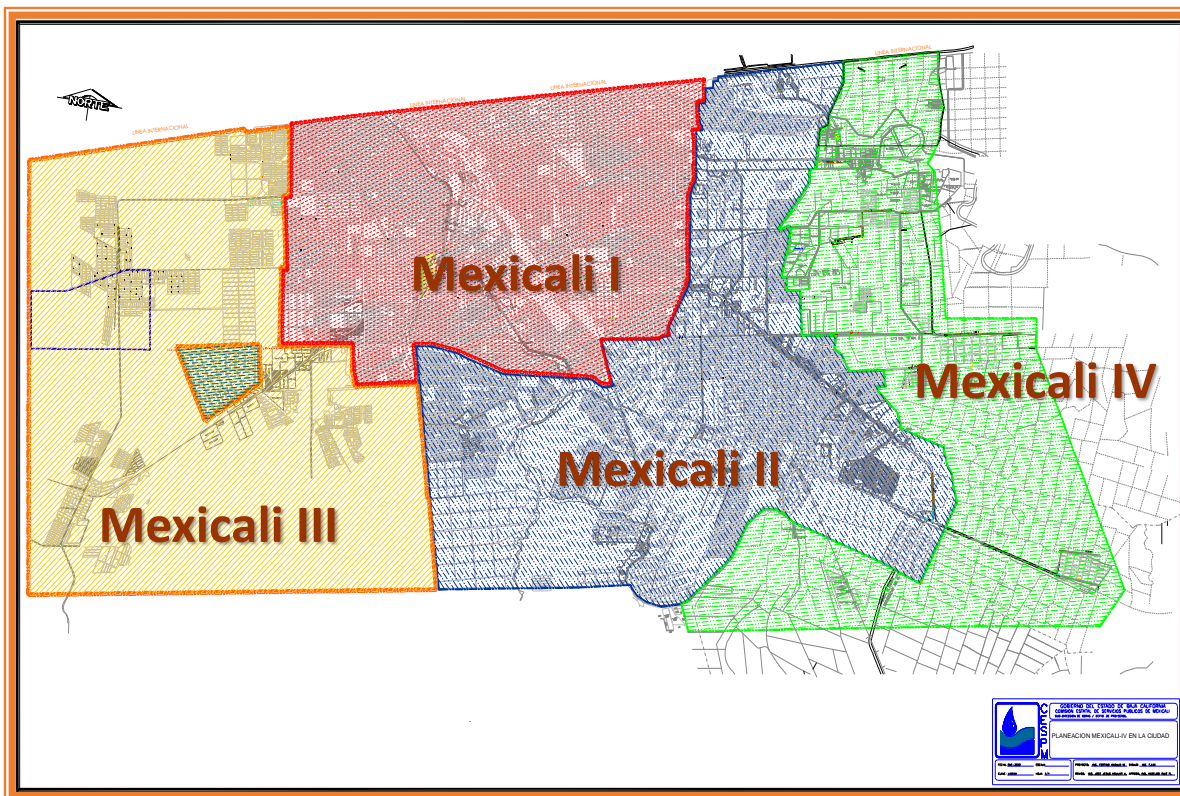 LINEA INTERNACIONAL
LINEA INTERNACIONAL
LINEA INTERNACIONAL
LINEA INTERNACIONAL
NORTE
Mexicali I
Mexicali IV
Mexicali II
Mexicali III
CESPM
GOBIERNO DEL ESTADO DE BAJA CALIFORNIA
COMISION ESTATAL DE SERVICIOS PUBLICOS DE MEXICALI
PLANEACION MEXICALI-IV EN LA CIUDAD